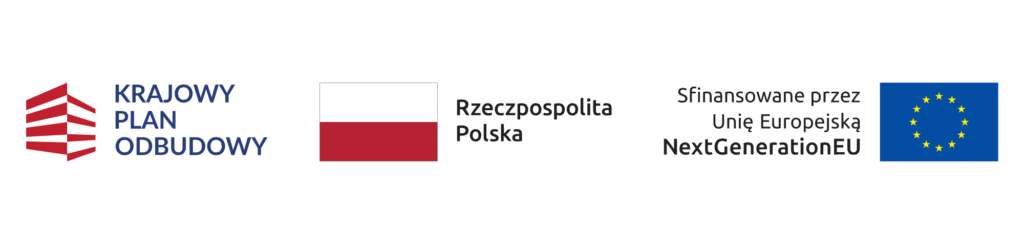 KRAJOWY
PLAN
ODBUDOWY
Rzeczpospolita
Polska
Sfinansowane przez
Unię Europejską
NextGenerationEU